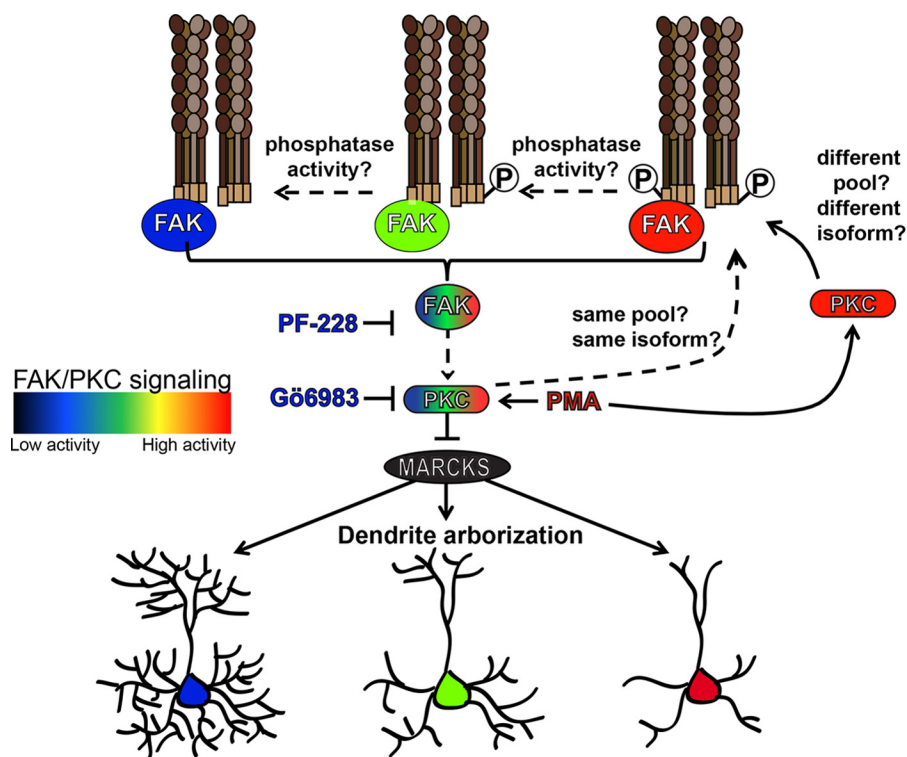 phosphatase
activity?
phosphatase
activity?
different
pool?
different
isoform?
P
P
P
FAK
FAK
FAK
PKC
FAK
PF-228
same pool?
same isoform?
FAK/PKC signaling
Low activity
High activity
Gö6983
PKC
PMA
MARCKS
Dendrite arborization